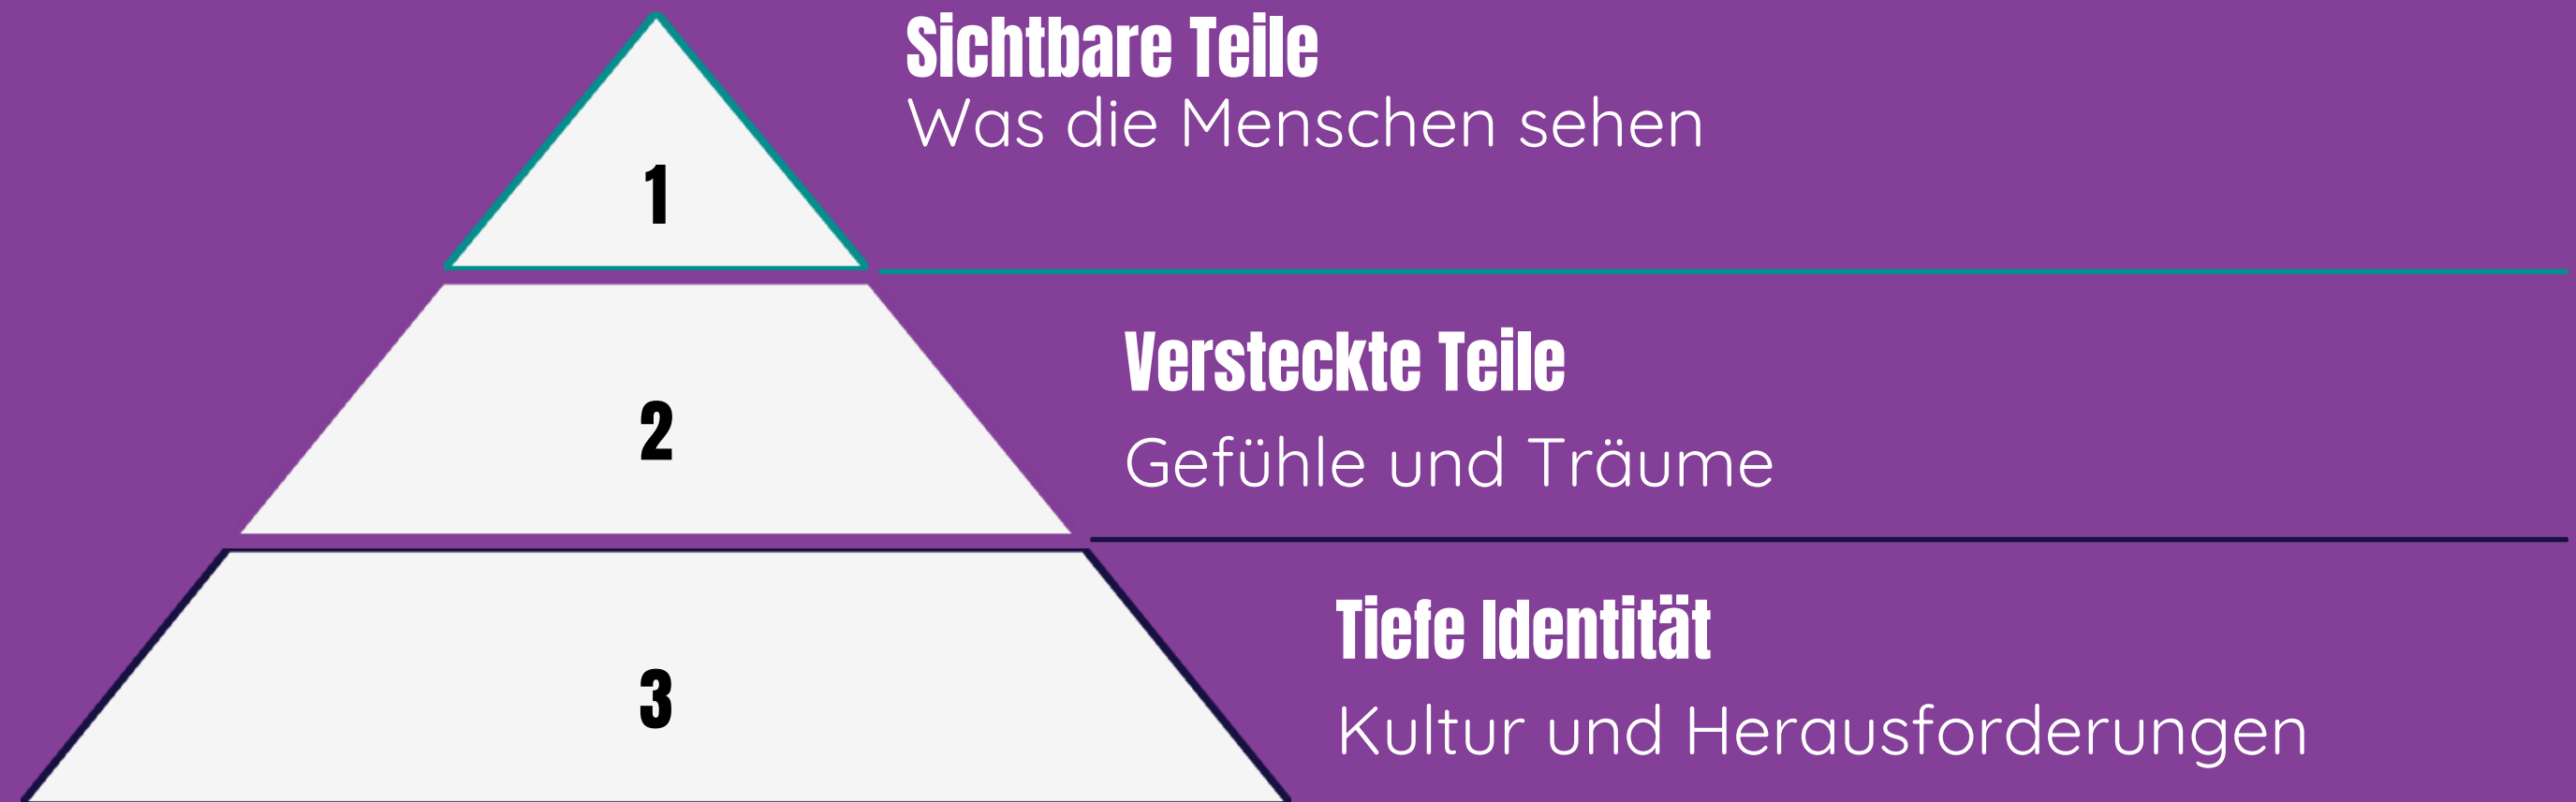 Sichtbare Teile
Was die Menschen sehen
1
Versteckte Teile
2
Gefühle und Träume
Tiefe Identität
3
Kultur und Herausforderungen